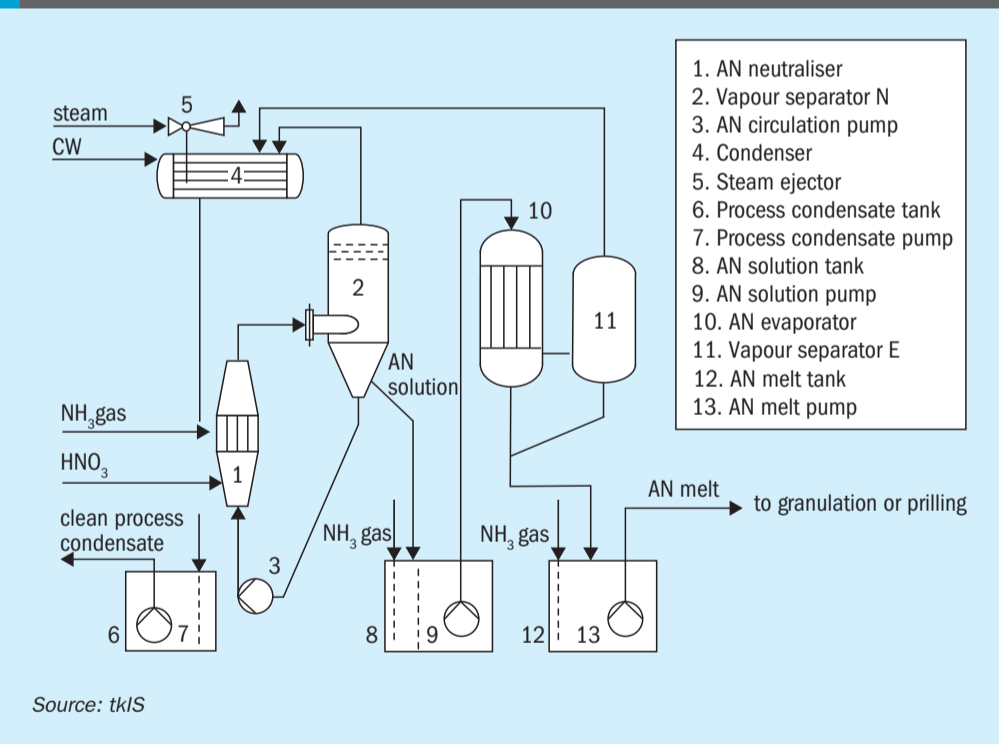 steam
5
CW
4
1. AN neutraliser
2. Vapour separator N
3. AN circulation pump
4. Condenser
5. Steam ejector
6. Process condensate tank
7. Process condensate pump
8. AN solution tank
9. AN solution pump
10. AN evaporator
11. Vapour separator E
12. AN melt tank
13. AN melt pump
10
2
11
AN
solution
NH₃gas
HNO₃
1
AN melt
to granulation or prilling
clean process
condensate
NH₃ gas
NH₃ gas
3
6
7
8
9
12
13
Source: tkIS